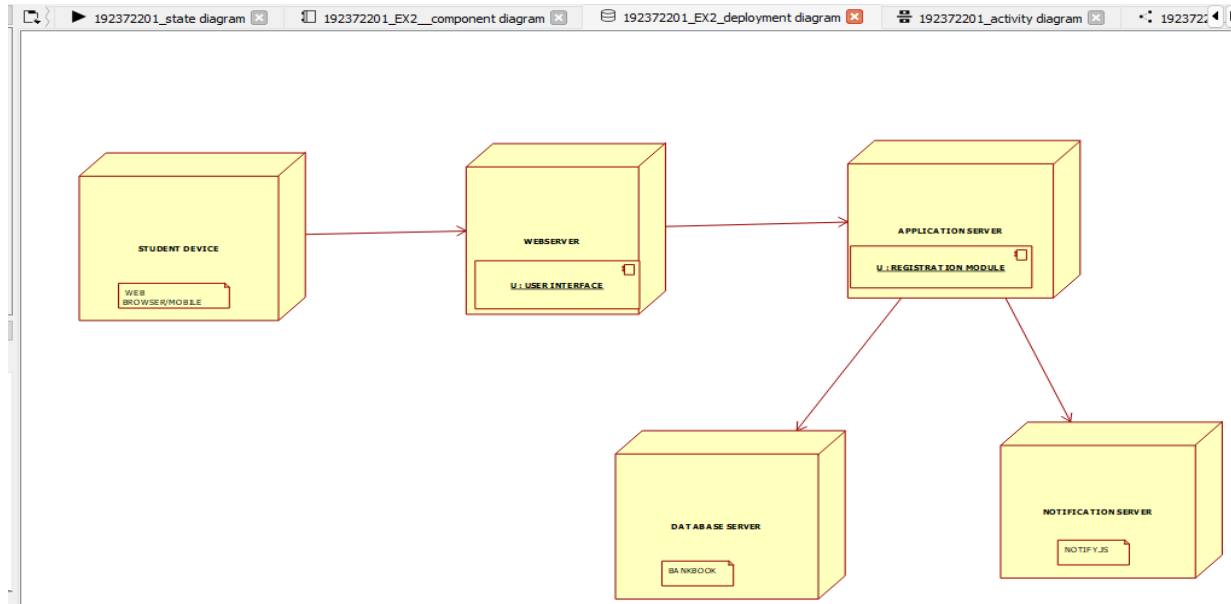 192372201_state diagram
192372201_EX2__component diagram
192372201_EX2_deployment diagram
192372201_activity diagram
1923722
STUDENT DEVICE
WEB
BROWSER/MOBILE
WEBSERVER
U : USER INTERFACE
APPLICATION SERVER
U : REGISTRATION MODULE
DATABASE SERVER
BANKBOOK
NOTIFICATION SERVER
NOTIFY.JS